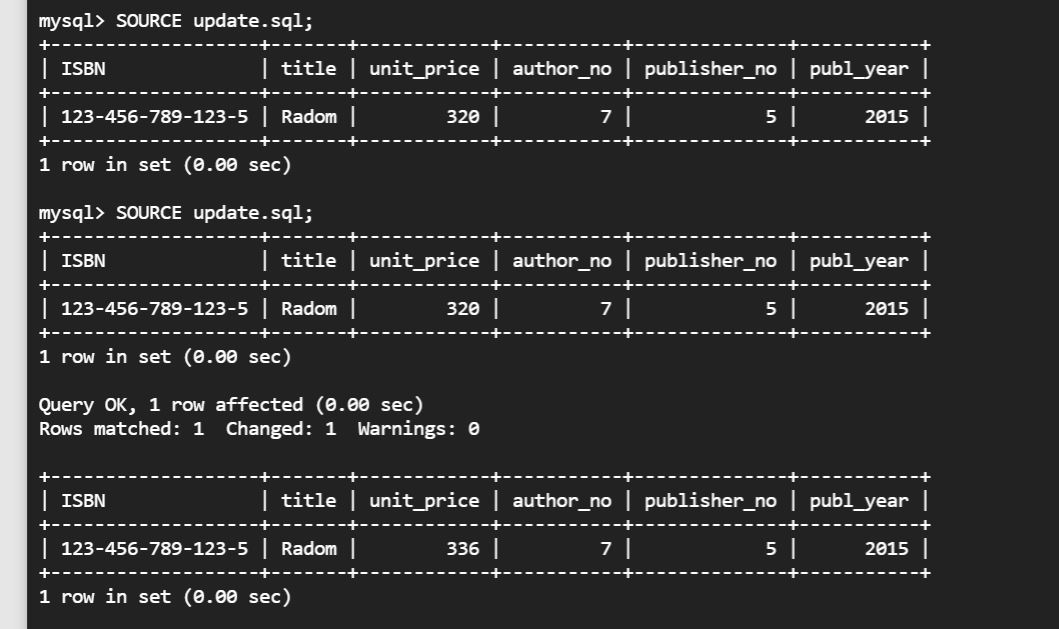 mysql> SOURCE update.sql;
+--------------------+-------+------------+-----------+--------------+-----------+
| ISBN               | title | unit_price | author_no | publisher_no | publ_year |
+--------------------+-------+------------+-----------+--------------+-----------+
| 123-456-789-123-5 | Radom |        320 |         7 |            5 |      2015 |
+--------------------+-------+------------+-----------+--------------+-----------+
1 row in set (0.00 sec)
mysql> SOURCE update.sql;
+--------------------+-------+------------+-----------+--------------+-----------+
| ISBN               | title | unit_price | author_no | publisher_no | publ_year |
+--------------------+-------+------------+-----------+--------------+-----------+
| 123-456-789-123-5 | Radom |        320 |         7 |            5 |      2015 |
+--------------------+-------+------------+-----------+--------------+-----------+
1 row in set (0.00 sec)
Query OK, 1 row affected (0.00 sec)
Rows matched: 1  Changed: 1  Warnings: 0
+--------------------+-------+------------+-----------+--------------+-----------+
| ISBN               | title | unit_price | author_no | publisher_no | publ_year |
+--------------------+-------+------------+-----------+--------------+-----------+
| 123-456-789-123-5 | Radom |        336 |         7 |            5 |      2015 |
+--------------------+-------+------------+-----------+--------------+-----------+
1 row in set (0.00 sec)